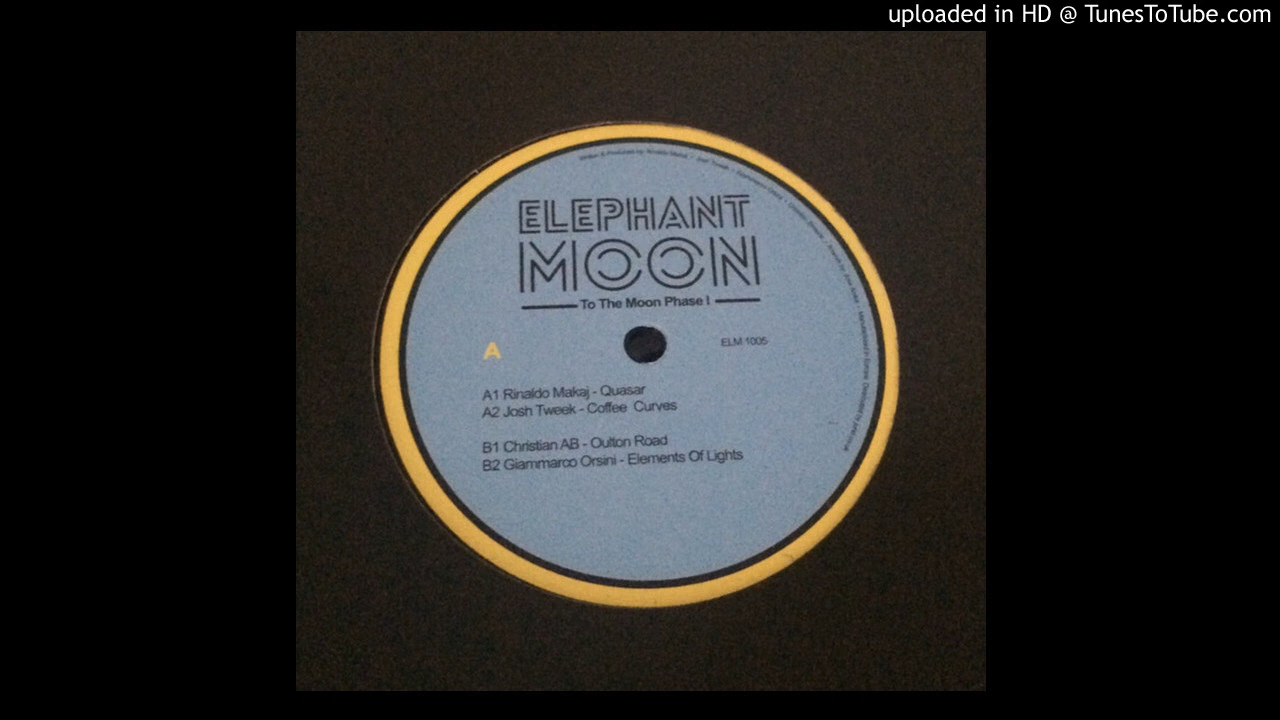 uploaded in HD @ TunesToTube.com
ELEPHANT
MOON
To The Moon Phase I
A
ELM 1005
A1 Rinaldo Makaj - Quasar
A2 Josh Tweek - Coffee Curves
B1 Christian AB - Oulton Road
B2 Giammarco Orsini - Elements Of Lights